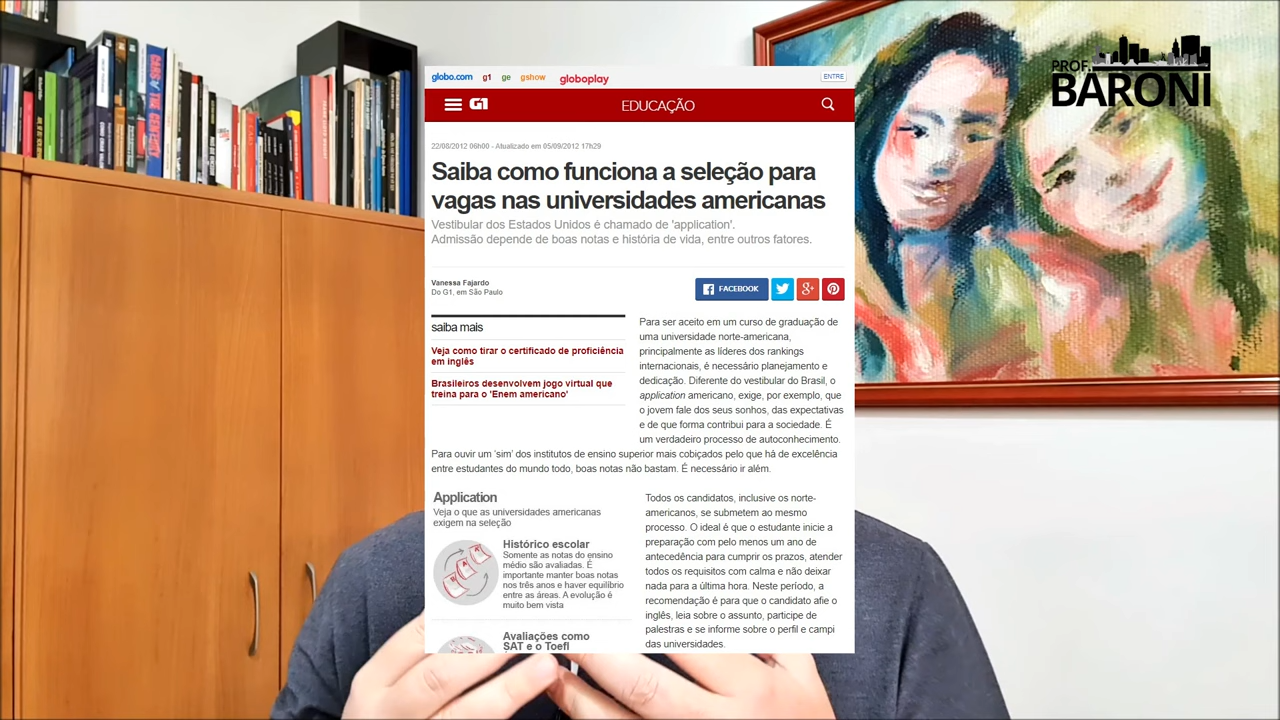 PROF.
BARONI
CARS OF THE CENTURY
globo.com g1 ge gshow globoplay ENTRE
G1 EDUCAÇÃO
22/08/2012 06h00 - Atualizado em 05/09/2012 17h29
Saiba como funciona a seleção para
vagas nas universidades americanas
Vestibular dos Estados Unidos é chamado de 'application'.
Admissão depende de boas notas e história de vida, entre outros fatores.
Vanessa Fajardo
Do G1, em São Paulo
FACEBOOK
saiba mais
Veja como tirar o certificado de proficiência
em inglês
Brasileiros desenvolvem jogo virtual que
treina para o 'Enem americano'
Para ser aceito em um curso de graduação de
uma universidade norte-americana,
principalmente as líderes dos rankings
internacionais, é necessário planejamento e
dedicação. Diferente do vestibular do Brasil, o
application americano, exige, por exemplo, que
o jovem fale dos seus sonhos, das expectativas
e de que forma contribui para a sociedade. É
um verdadeiro processo de autoconhecimento.
Para ouvir um 'sim' dos institutos de ensino superior mais cobiçados pelo que há de excelência
entre estudantes do mundo todo, boas notas não bastam. É necessário ir além.
Application
Veja o que as universidades americanas
exigem na seleção
Histórico escolar
Somente as notas do ensino
médio são avaliadas. É
importante manter boas notas
nos três anos e haver equilíbrio
entre as áreas. A evolução é
muito bem vista
Avaliações como
SAT e o Toefl
Todos os candidatos, inclusive os norte-
americanos, se submetem ao mesmo
processo. O ideal é que o estudante inicie a
preparação com pelo menos um ano de
antecedência para cumprir os prazos, atender
todos os requisitos com calma e não deixar
nada para a última hora. Neste período, a
recomendação é para que o candidato afie o
inglês, leia sobre o assunto, participe de
palestras e se informe sobre o perfil e campi
das universidades.